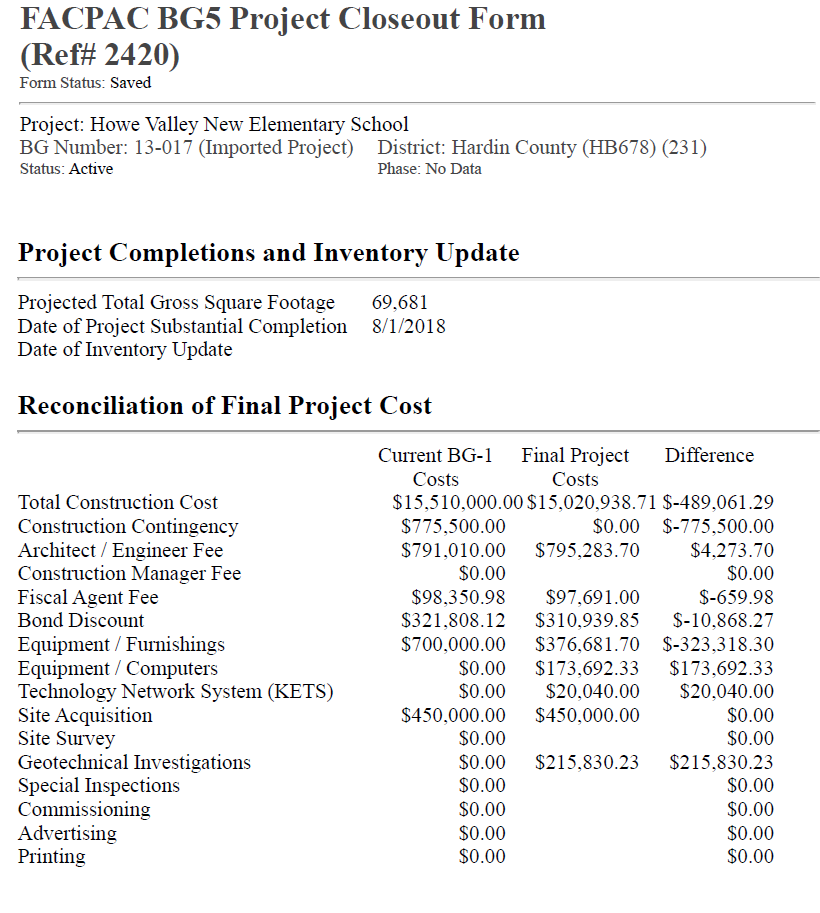 FACPAC BG5 Project Closeout Form
(Ref# 2420)
Form Status: Saved
Project: Howe Valley New Elementary School
BG Number: 13-017 (Imported Project) District: Hardin County (HB678) (231)
Status: Active Phase: No Data
Project Completions and Inventory Update
Projected Total Gross Square Footage 69,681
Date of Project Substantial Completion 8/1/2018
Date of Inventory Update
Reconciliation of Final Project Cost
Current BG-1 Final Project Difference
Costs Costs
Total Construction Cost $15,510,000.00 $15,020,938.71 $-489,061.29
Construction Contingency $775,500.00 $0.00 $-775,500.00
Architect / Engineer Fee $791,010.00 $795,283.70 $4,273.70
Construction Manager Fee $0.00 $0.00
Fiscal Agent Fee $98,350.98 $97,691.00 $-659.98
Bond Discount $321,808.12 $310,939.85 $-10,868.27
Equipment / Furnishings $700,000.00 $376,681.70 $-323,318.30
Equipment / Computers $0.00 $173,692.33 $173,692.33
Technology Network System (KETS) $0.00 $20,040.00 $20,040.00
Site Acquisition $450,000.00 $450,000.00 $0.00
Site Survey $0.00 $0.00
Geotechnical Investigations $0.00 $215,830.23 $215,830.23
Special Inspections $0.00 $0.00
Commissioning $0.00 $0.00
Advertising $0.00 $0.00
Printing $0.00 $0.00